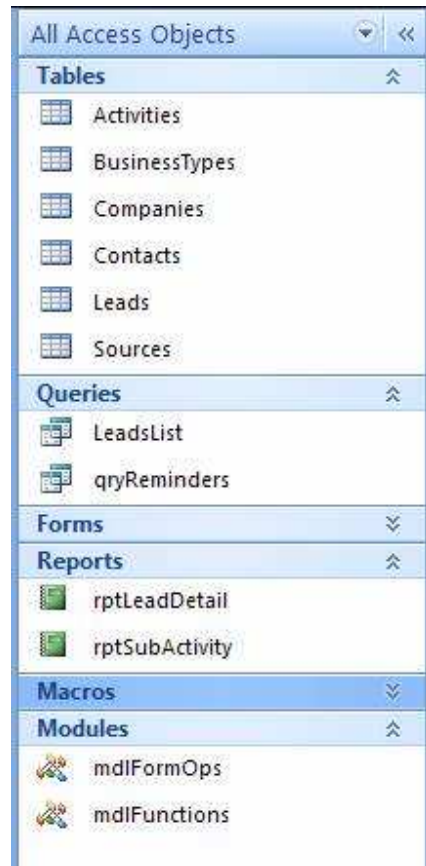 All Access Objects
Tables
Activities
BusinessTypes
Companies
Contacts
Leads
Sources
Queries
LeadsList
qryReminders
Forms
Reports
rptLeadDetail
rptSubActivity
Macros
Modules
mdlFormOps
mdlFunctions